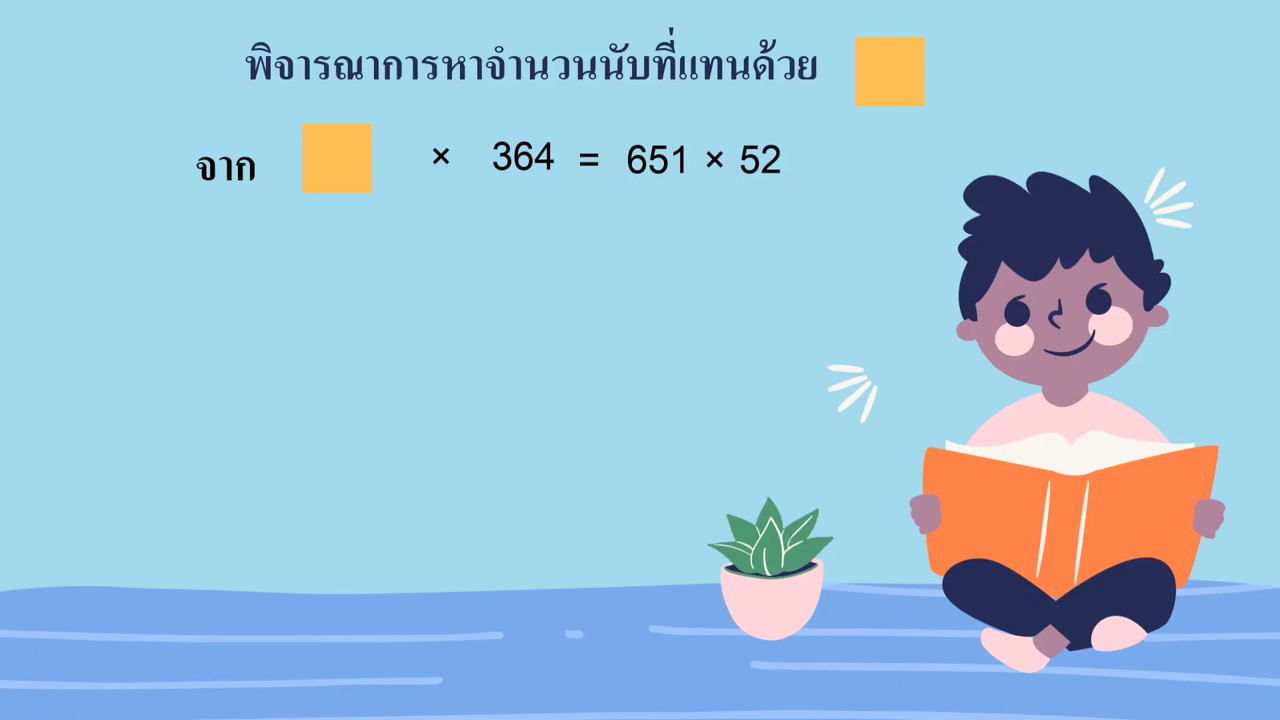 พิจารณาการหาจำนวนนับที่แทนด้วย
จาก × 364 = 651 × 52